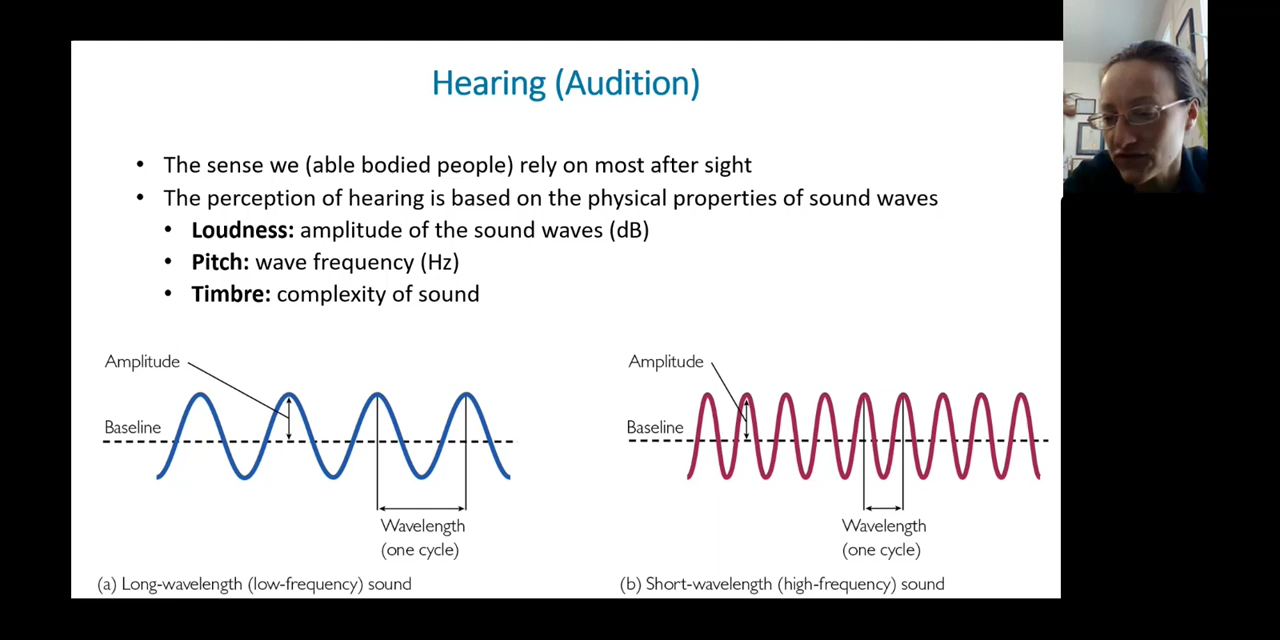 Hearing (Audition)
• The sense we (able bodied people) rely on most after sight
• The perception of hearing is based on the physical properties of sound waves
• Loudness: amplitude of the sound waves (dB)
• Pitch: wave frequency (Hz)
• Timbre: complexity of sound
Amplitude
Baseline
Wavelength
(one cycle)
(a) Long-wavelength (low-frequency) sound
Amplitude
Baseline
Wavelength
(one cycle)
(b) Short-wavelength (high-frequency) sound